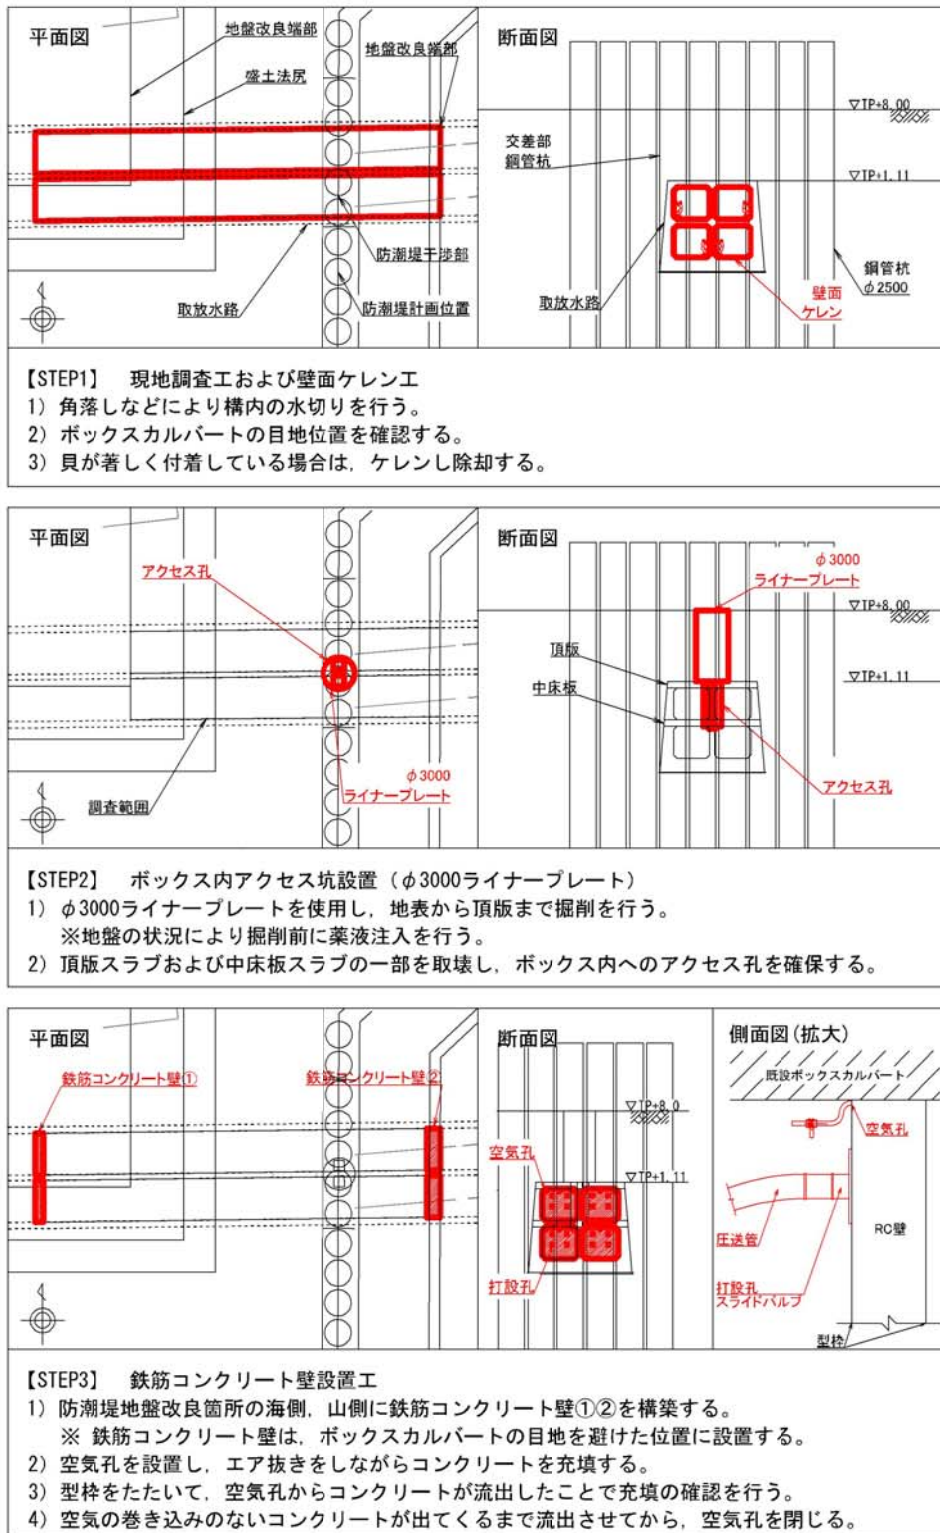 平面図
地盤改良端部
盛土法尻
地盤改良端部
防潮堤干渉部
取放水路
防潮堤計画位置
断面図
▽TP+8.00
交差部
鋼管杭
▽TP+1.11
鋼管杭
φ2500
取放水路
壁面
ケレン
【STEP1】 現地調査工および壁面ケレン工
1) 角落しなどにより構内の水切りを行う。
2) ボックスカルバートの目地位置を確認する。
3) 貝が著しく付着している場合は，ケレンし除却する。
平面図
アクセス孔
φ3000
ライナープレート
調査範囲
断面図
φ3000
ライナープレート
▽TP+8.00
頂版
▽TP+1.11
中床板
アクセス孔
【STEP2】 ボックス内アクセス坑設置（φ3000ライナープレート）
1) φ3000ライナープレートを使用し，地表から頂版まで掘削を行う。
※地盤の状況により掘削前に薬液注入を行う。
2) 頂版スラブおよび中床板スラブの一部を取壊し，ボックス内へのアクセス孔を確保する。
平面図
鉄筋コンクリート壁①
鉄筋コンクリート壁②
断面図
▽TP+8.0
空気孔
▽TP+1.11
打設孔
側面図(拡大)
既設ボックスカルバート
空気孔
圧送管
RC壁
打設孔
スライドバルブ
型枠
【STEP3】 鉄筋コンクリート壁設置工
1) 防潮堤地盤改良箇所の海側，山側に鉄筋コンクリート壁①②を構築する。
※ 鉄筋コンクリート壁は，ボックスカルバートの目地を避けた位置に設置する。
2) 空気孔を設置し，エア抜きをしながらコンクリートを充填する。
3) 型枠をたたいて，空気孔からコンクリートが流出したことで充填の確認を行う。
4) 空気の巻き込みのないコンクリートが出てくるまで流出させてから，空気孔を閉じる。